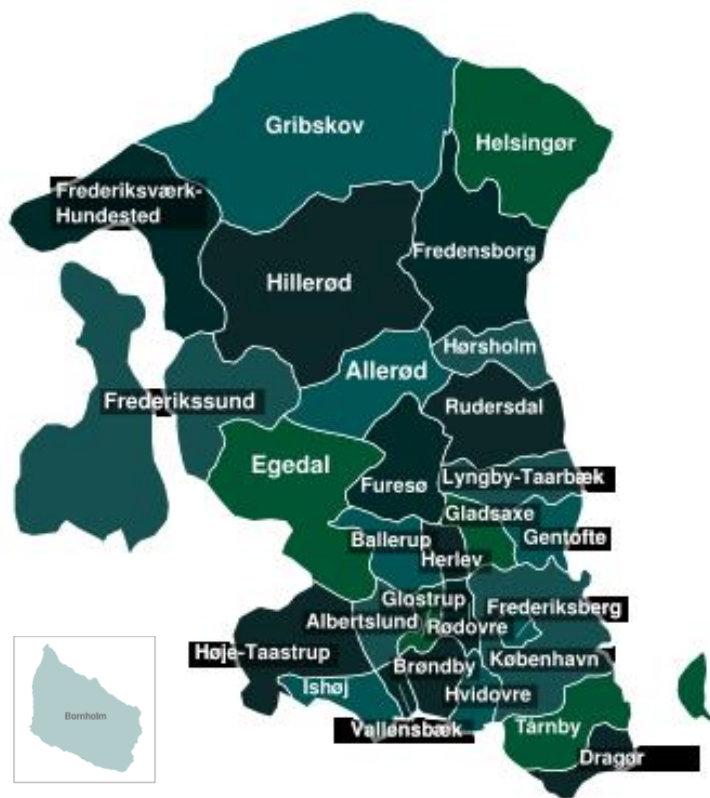 Gribskov
Helsingør
Frederiksværk-
Hundested
Fredensborg
Hillerød
Hørsholm
Allerød
Frederikssund
Rudersdal
Egedal
Lyngby-Taarbæk
Furesø
Gladsaxe
Gentofte
Ballerup
Herlev
Glostrup
Frederiksberg
Albertslund
Rødovre
Høje-Taastrup
København
Brøndby
Ishøj
Hvidovre
Vallønsbæk
Tårnby
Dragør
Bornholm